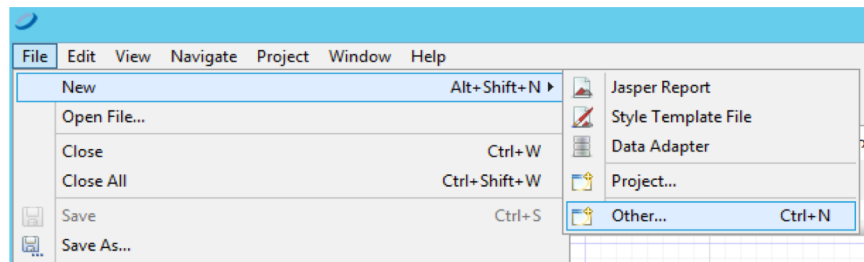 File Edit View Navigate Project Window Help
New Alt+Shift+N
Open File...
Close Ctrl+W
Close All Ctrl+Shift+W
Save Ctrl+S
Save As...
Jasper Report
Style Template File
Data Adapter
Project...
Other... Ctrl+N